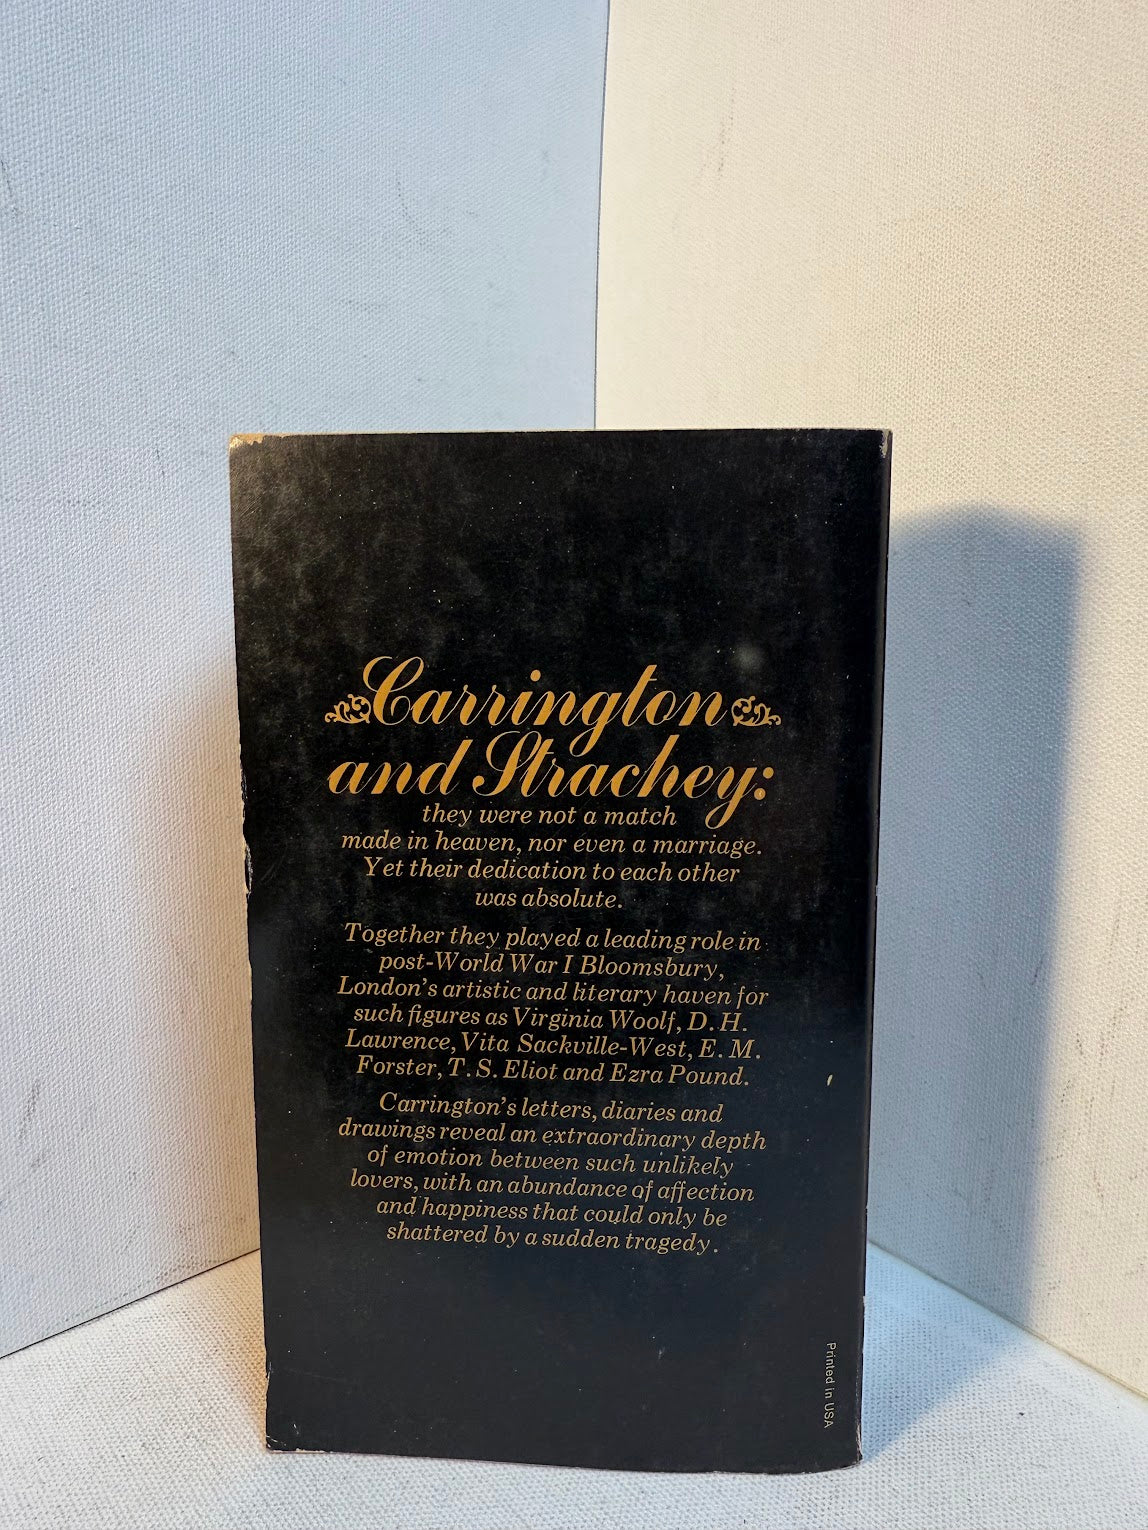 Carrington
and Strachey:
they were not a match
made in heaven, nor even a marriage.
Yet their dedication to each other
was absolute.
Together they played a leading role in
post-World War I Bloomsbury,
London's artistic and literary haven for
such figures as Virginia Woolf, D. H.
Lawrence, Vita Sackville-West, E. M.
Forster, T. S. Eliot and Ezra Pound.
Carrington's letters, diaries and
drawings reveal an extraordinary depth
of emotion between such unlikely
lovers, with an abundance of affection
and happiness that could only be
shattered by a sudden tragedy.
Printed in USA